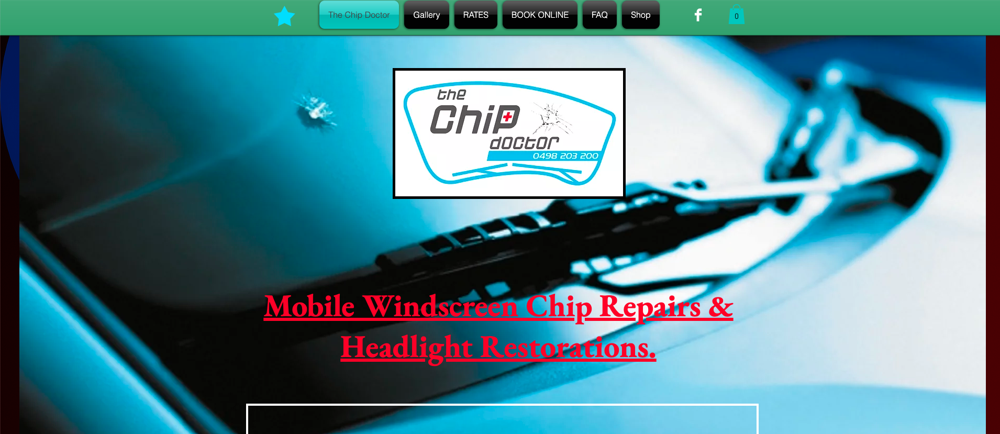 The Chip Doctor
Gallery
RATES
BOOK ONLINE
FAQ
Shop
0
the
Chip
doctor
0498 203 200
Mobile Windscreen Chip Repairs &
Headlight Restorations.